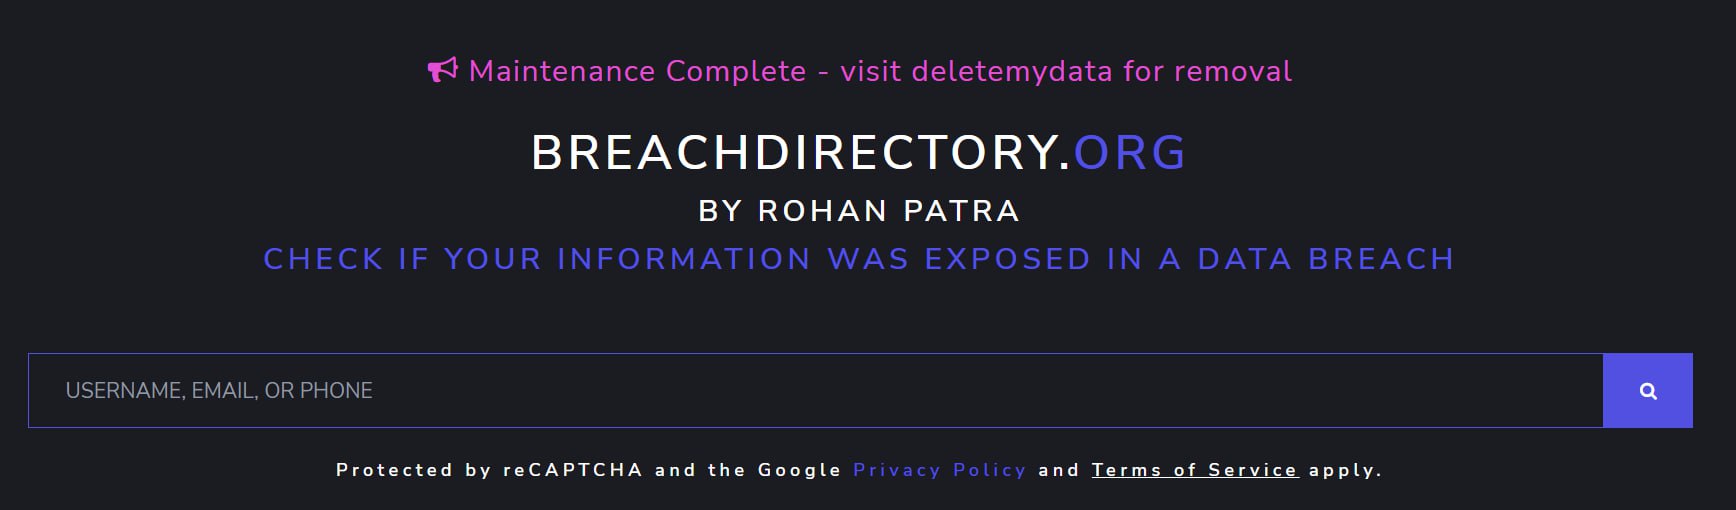 Maintenance Complete - visit deletemydata for removal
BREACHDIRECTORY.ORG
BY ROHAN PATRA
CHECK IF YOUR INFORMATION WAS EXPOSED IN A DATA BREACH
USERNAME, EMAIL, OR PHONE
Protected by reCAPTCHA and the Google Privacy Policy and Terms of Service apply.